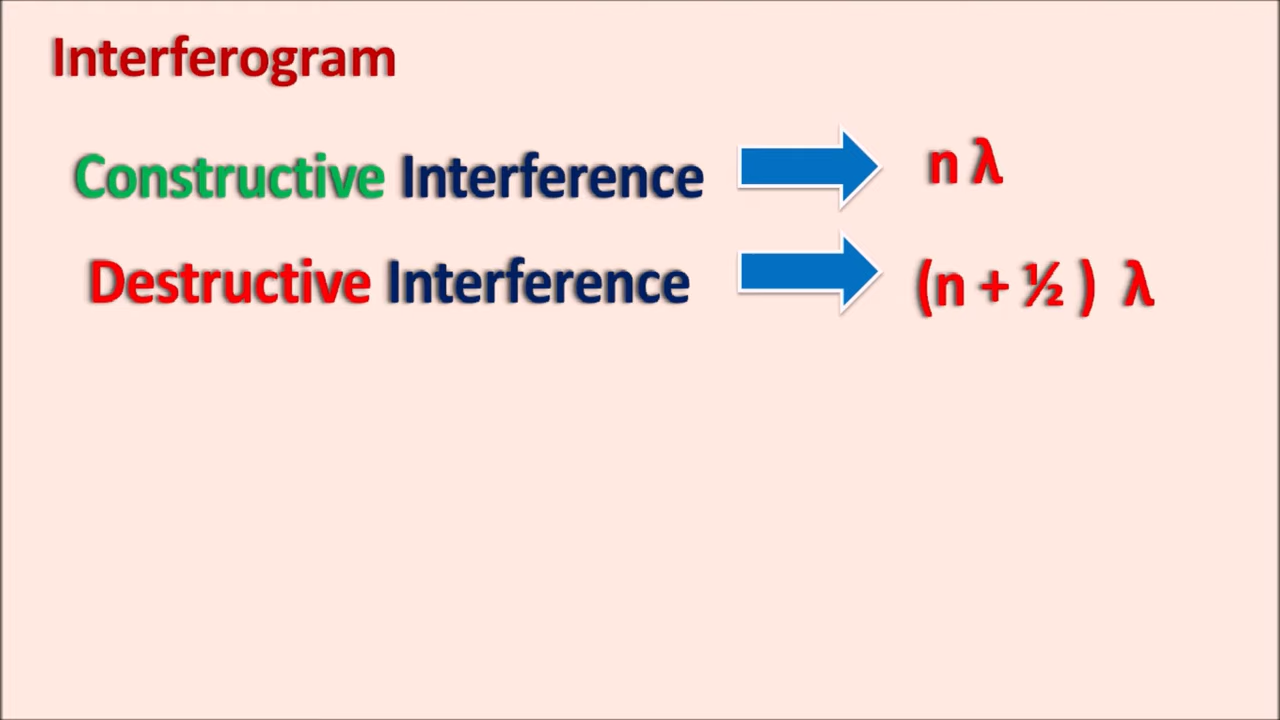 Interferogram
Constructive Interference n λ
Destructive Interference (n + ½ ) λ